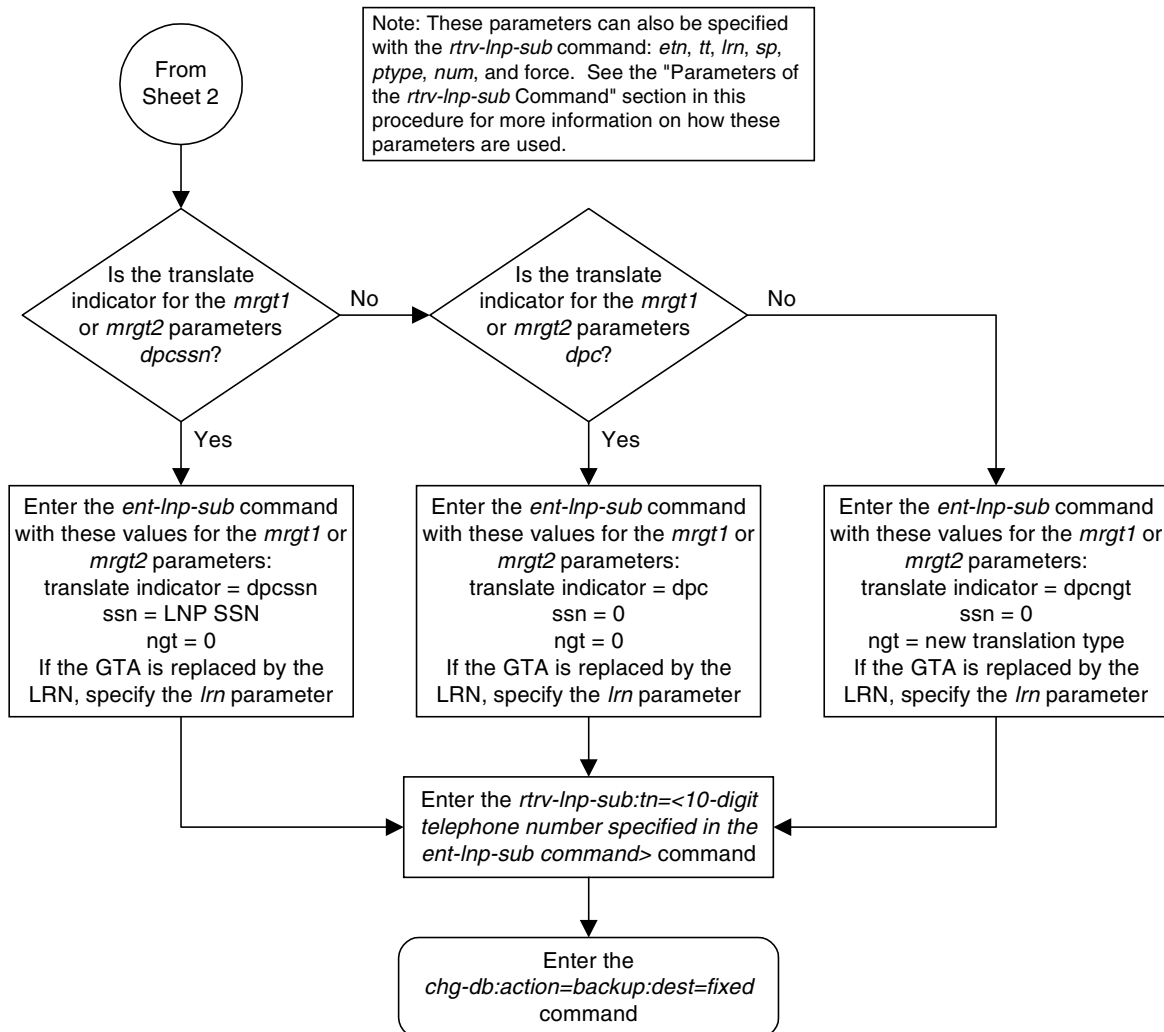 From
Sheet 2
Note: These parameters can also be specified
with the rtrv-lnp-sub command: etn, tt, lrn, sp,
ptype, num, and force.  See the "Parameters of
the rtrv-lnp-sub Command" section in this
procedure for more information on how these
parameters are used.
Is the translate
indicator for the mrgt1
or mrgt2 parameters
dpcssn?
No
Is the translate
indicator for the mrgt1
or mrgt2 parameters
dpc?
No
Yes
Yes
Enter the ent-lnp-sub command
with these values for the mrgt1 or
mrgt2 parameters:
translate indicator = dpcssn
ssn = LNP SSN
ngt = 0
If the GTA is replaced by the
LRN, specify the lrn parameter
Enter the ent-lnp-sub command
with these values for the mrgt1 or
mrgt2 parameters:
translate indicator = dpc
ssn = 0
ngt = 0
If the GTA is replaced by the
LRN, specify the lrn parameter
Enter the ent-lnp-sub command
with these values for the mrgt1 or
mrgt2 parameters:
translate indicator = dpcngt
ssn = 0
ngt = new translation type
If the GTA is replaced by the
LRN, specify the lrn parameter
Enter the rtrv-lnp-sub:tn=<10-digit
telephone number specified in the
ent-lnp-sub command> command
Enter the
chg-db:action=backup:dest=fixed
command